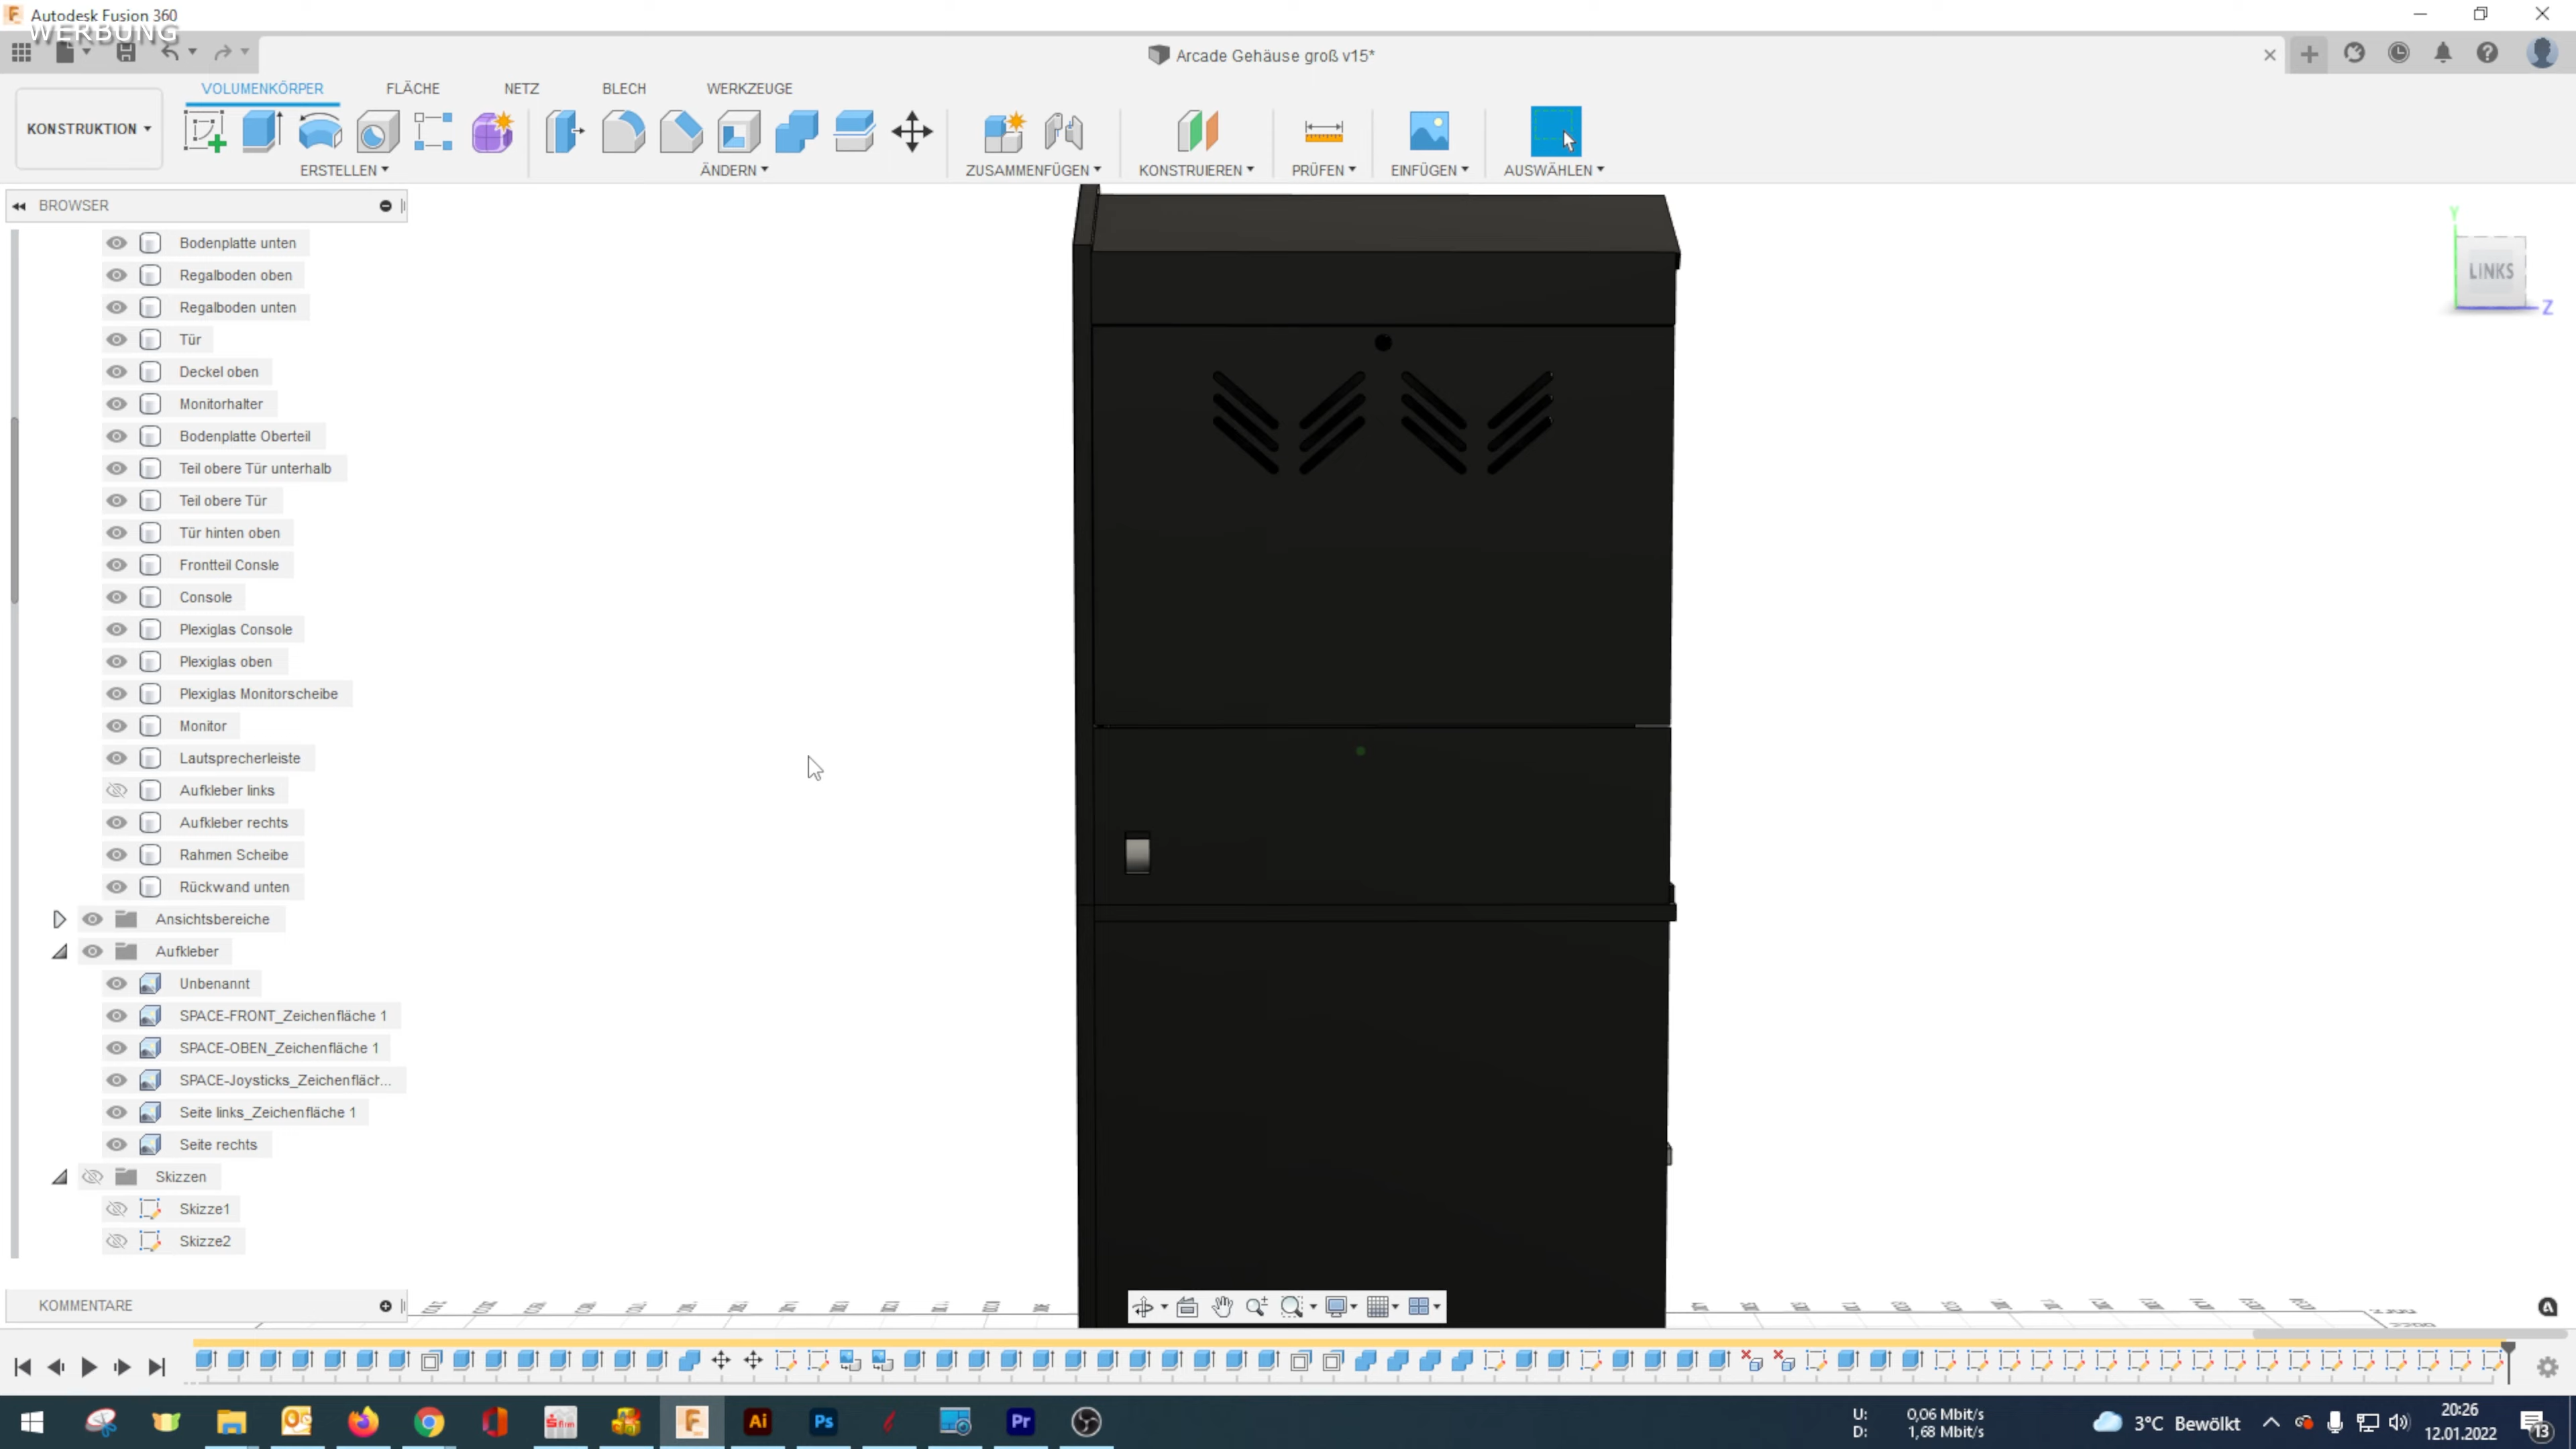 Autodesk Fusion 360
WERBUNG
Arcade Gehäuse groß v15*
VOLUMENKÖRPER
FLÄCHE
NETZ
BLECH
WERKZEUGE
KONSTRUKTION
ERSTELLEN
ÄNDERN
ZUSAMMENFÜGEN
KONSTRUIEREN
PRÜFEN
EINFÜGEN
AUSWÄHLEN
BROWSER
Bodenplatte unten
Regalboden oben
Regalboden unten
Tür
Deckel oben
Monitorhalter
Bodenplatte Oberteil
Teil obere Tür unterhalb
Teil obere Tür
Tür hinten oben
Frontteil Consle
Console
Plexiglas Console
Plexiglas oben
Plexiglas Monitorscheibe
Monitor
Lautsprecherleiste
Aufkleber links
Aufkleber rechts
Rahmen Scheibe
Rückwand unten
Ansichtsbereiche
Aufkleber
Unbenannt
SPACE-FRONT_Zeichenfläche 1
SPACE-OBEN_Zeichenfläche 1
SPACE-Joysticks_Zeichenfläch...
Seite links_Zeichenfläche 1
Seite rechts
Skizzen
Skizze1
Skizze2
Y
LINKS
Z
KOMMENTARE
Ai
Ps
Pr
U: 0,06 Mbit/s
D: 1,68 Mbit/s
3°C Bewölkt
20:26
12.01.2022
13